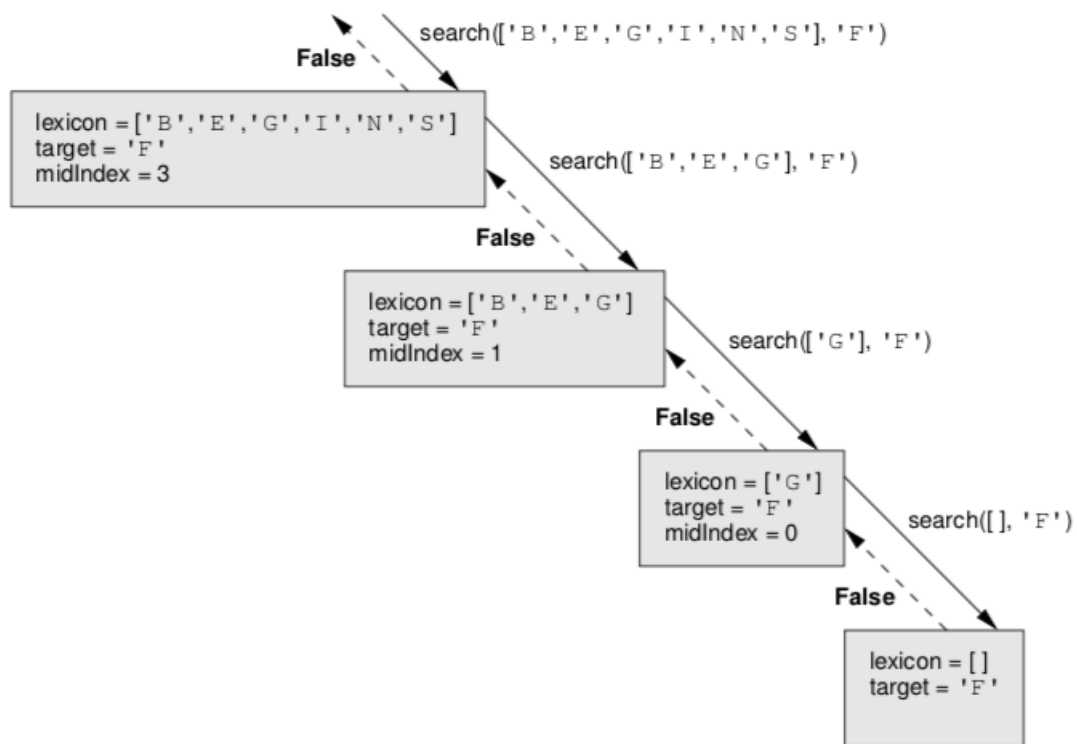 search(['B','E','G','I','N','S'], 'F')
False
lexicon = ['B','E','G','I','N','S']
target = 'F'
midIndex = 3
search(['B','E','G'], 'F')
False
lexicon = ['B','E','G']
target = 'F'
midIndex = 1
search(['G'], 'F')
False
lexicon = ['G']
target = 'F'
midIndex = 0
search([ ], 'F')
False
lexicon = [ ]
target = 'F'